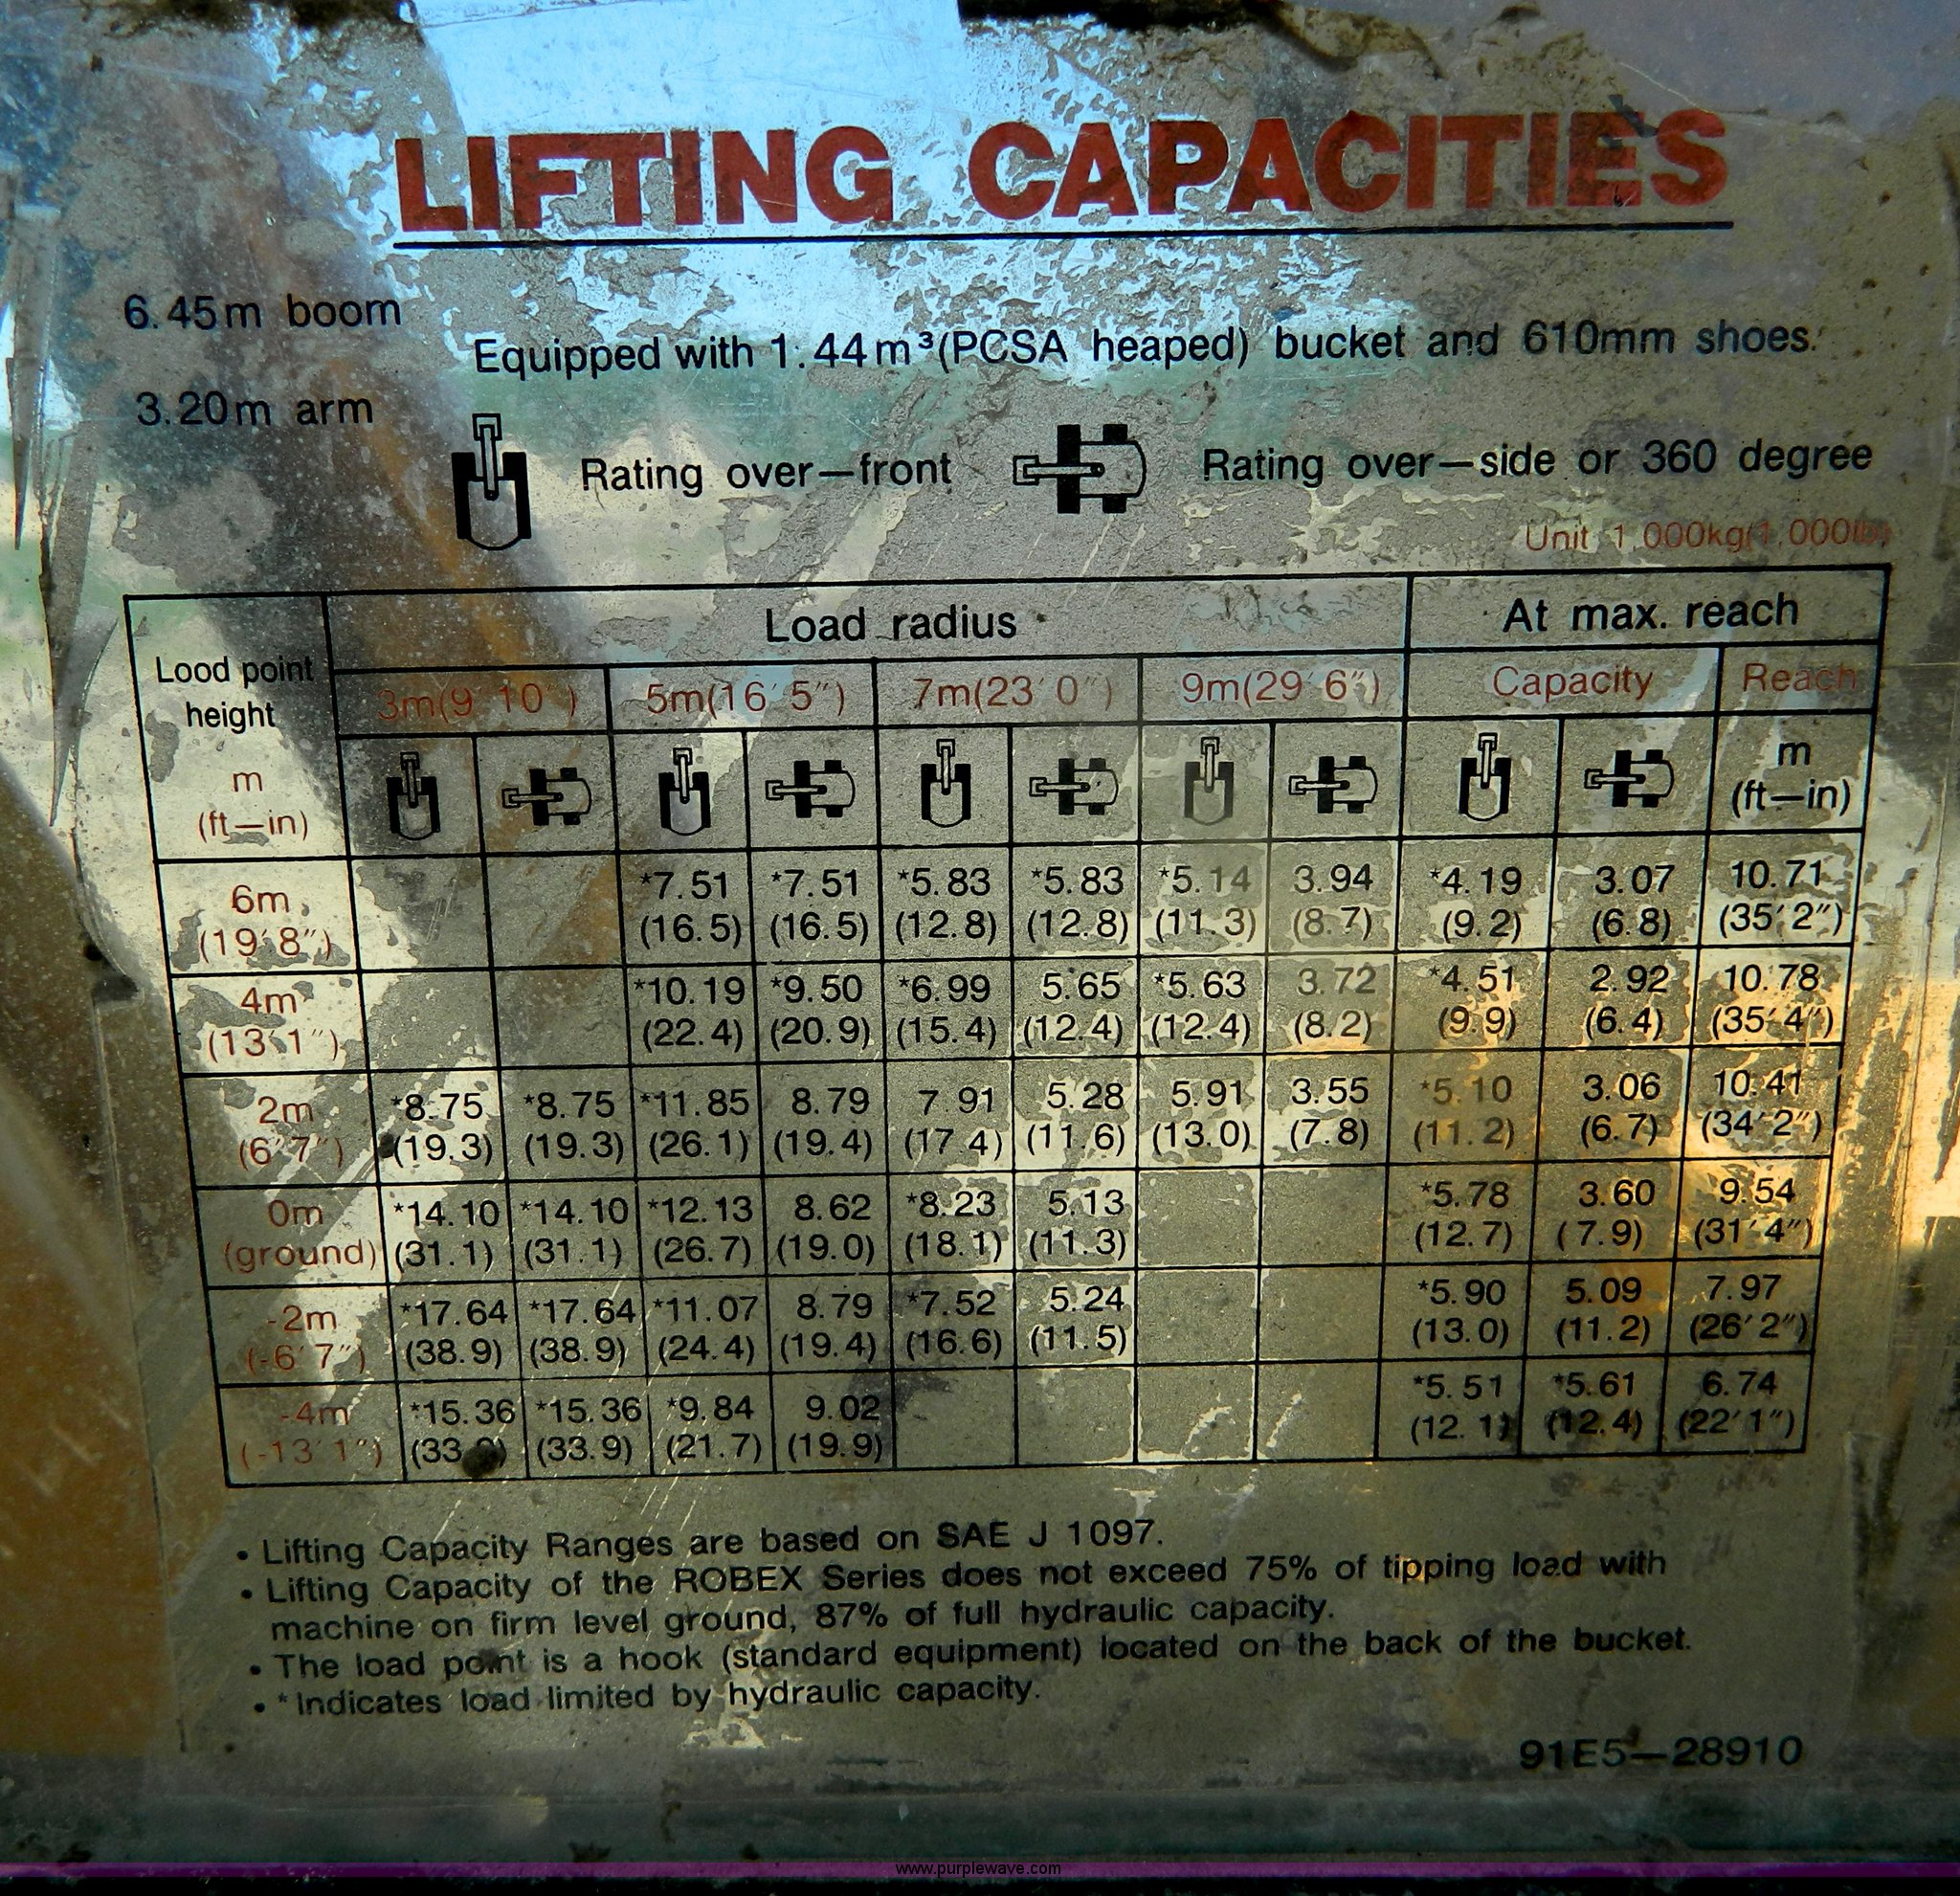 LIFTING CAPACITIES
6.45m boom
Equipped with 1.44m³(PCSA heaped) bucket and 610mm shoes.
3.20m arm
Rating over—front Rating over—side or 360 degree
Unit 1,000kg(1,000lb)
Load radius At max. reach
Lood point height
3m(9´10˝) 5m(16´5˝) 7m(23´0˝) 9m(29´6˝) Capacity Reach
m m
(ft—in) (ft—in)
6m *7.51 *7.51 *5.83 *5.83 *5.14 3.94 *4.19 3.07 10.71
(19´8˝) (16.5) (16.5) (12.8) (12.8) (11.3) (8.7) (9.2) (6.8) (35´2˝)
4m *10.19 *9.50 *6.99 5.65 *5.63 3.72 *4.51 2.92 10.78
(13´1˝) (22.4) (20.9) (15.4) (12.4) (12.4) (8.2) (9.9) (6.4) (35´4˝)
2m *8.75 *8.75 *11.85 8.79 7.91 5.28 5.91 3.55 *5.10 3.06 10.41
(6´7˝) (19.3) (19.3) (26.1) (19.4) (17.4) (11.6) (13.0) (7.8) (11.2) (6.7) (34´2˝)
0m *14.10 *14.10 *12.13 8.62 *8.23 5.13 *5.78 3.60 9.54
(ground) (31.1) (31.1) (26.7) (19.0) (18.1) (11.3) (12.7) (7.9) (31´4˝)
-2m *17.64 *17.64 *11.07 8.79 *7.52 5.24 *5.90 5.09 7.97
(-6´7˝) (38.9) (38.9) (24.4) (19.4) (16.6) (11.5) (13.0) (11.2) (26´2˝)
-4m *15.36 *15.36 *9.84 9.02 *5.51 *5.61 6.74
(-13´1˝) (33.9) (21.7) (19.9) (12.1) (12.4) (22´1˝)
• Lifting Capacity Ranges are based on SAE J 1097.
• Lifting Capacity of the ROBEX Series does not exceed 75% of tipping load with
machine on firm level ground, 87% of full hydraulic capacity.
• The load point is a hook (standard equipment) located on the back of the bucket.
• *Indicates load limited by hydraulic capacity.
91E5—28910
www.purplewave.com